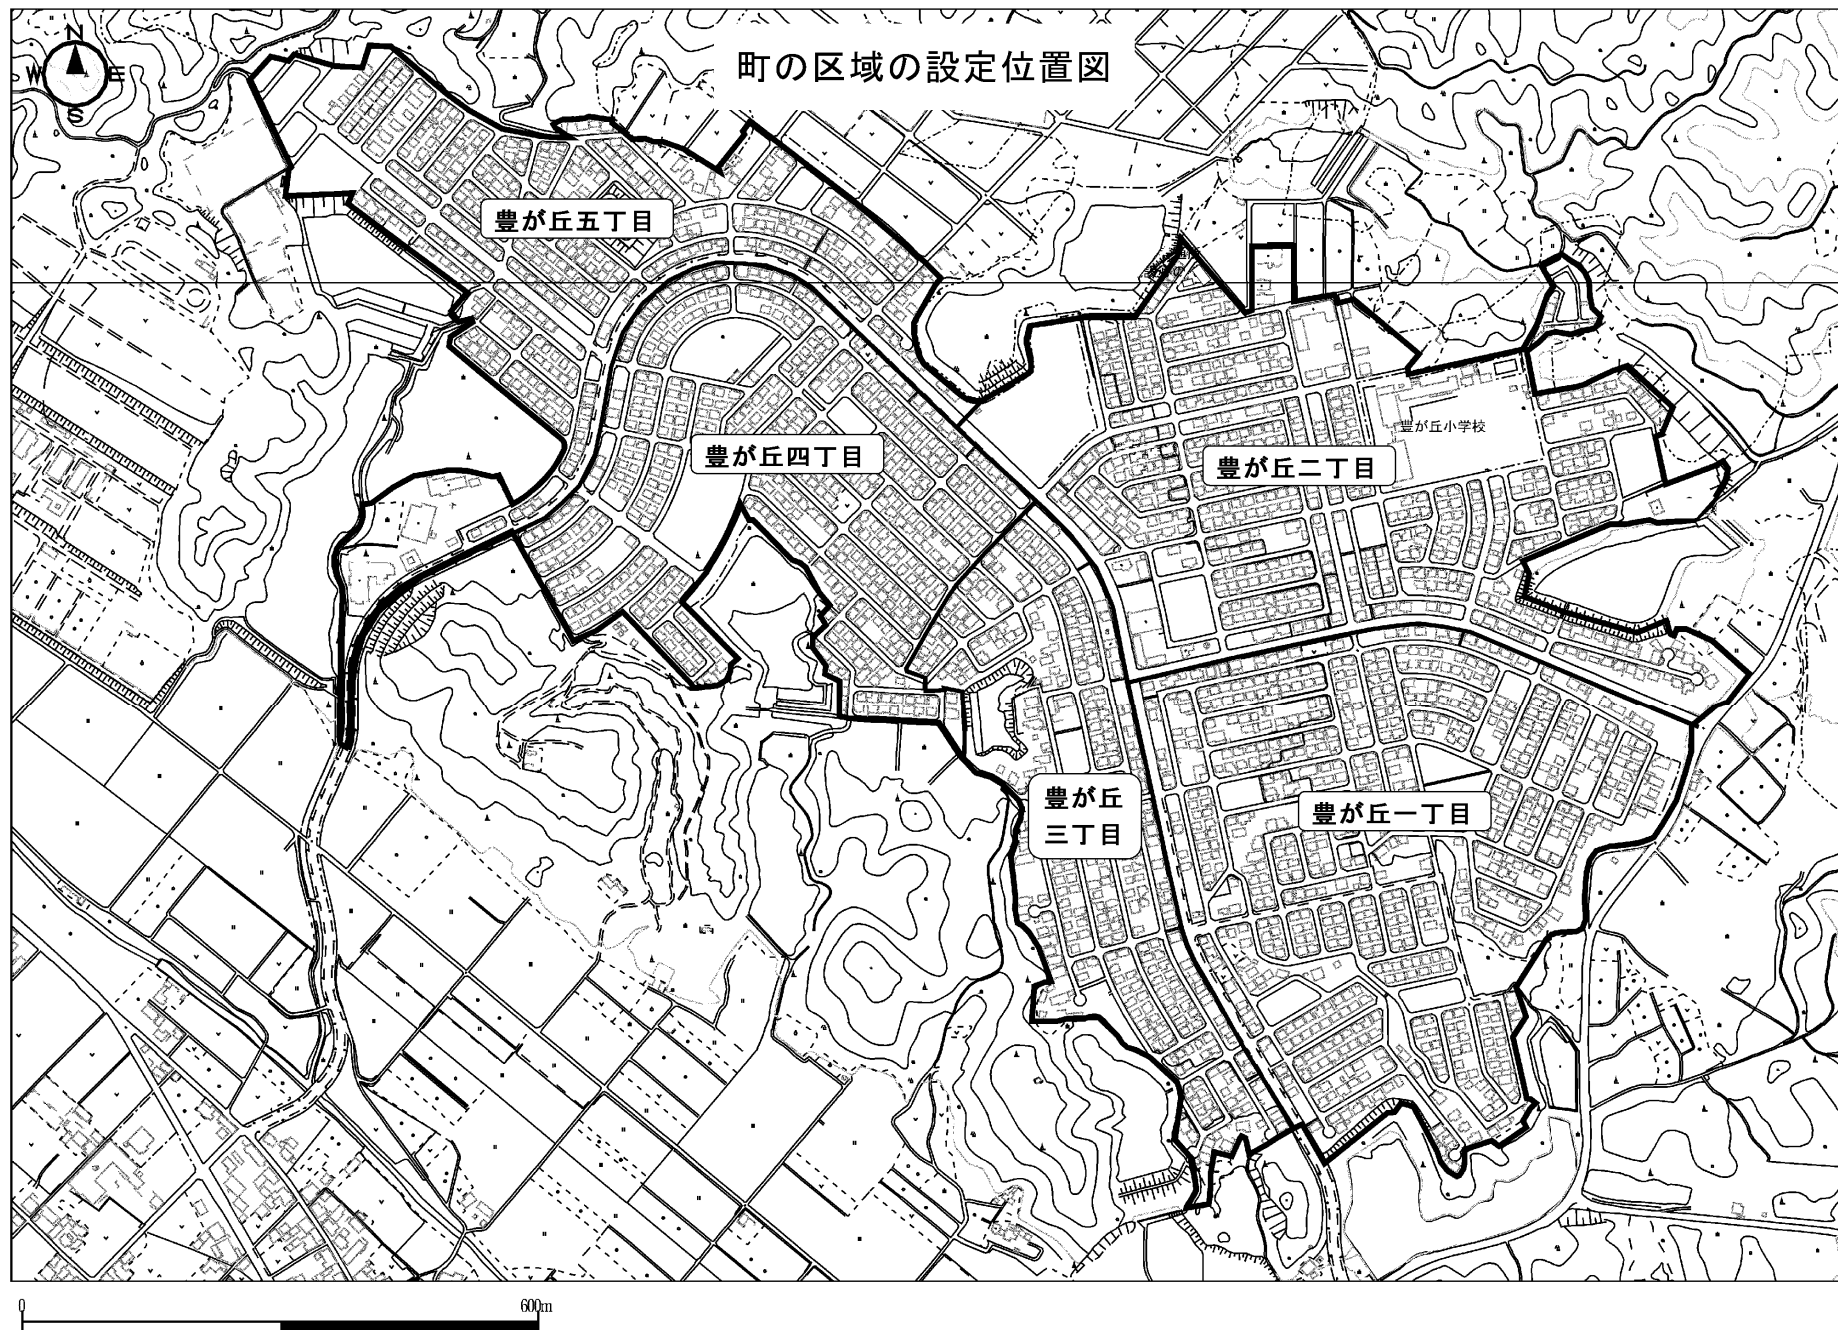 町の区域の設定位置図
N
W
E
S
豊が丘五丁目
豊が丘四丁目
豊が丘小学校
豊が丘二丁目
豊が丘
三丁目
豊が丘一丁目
0
600m